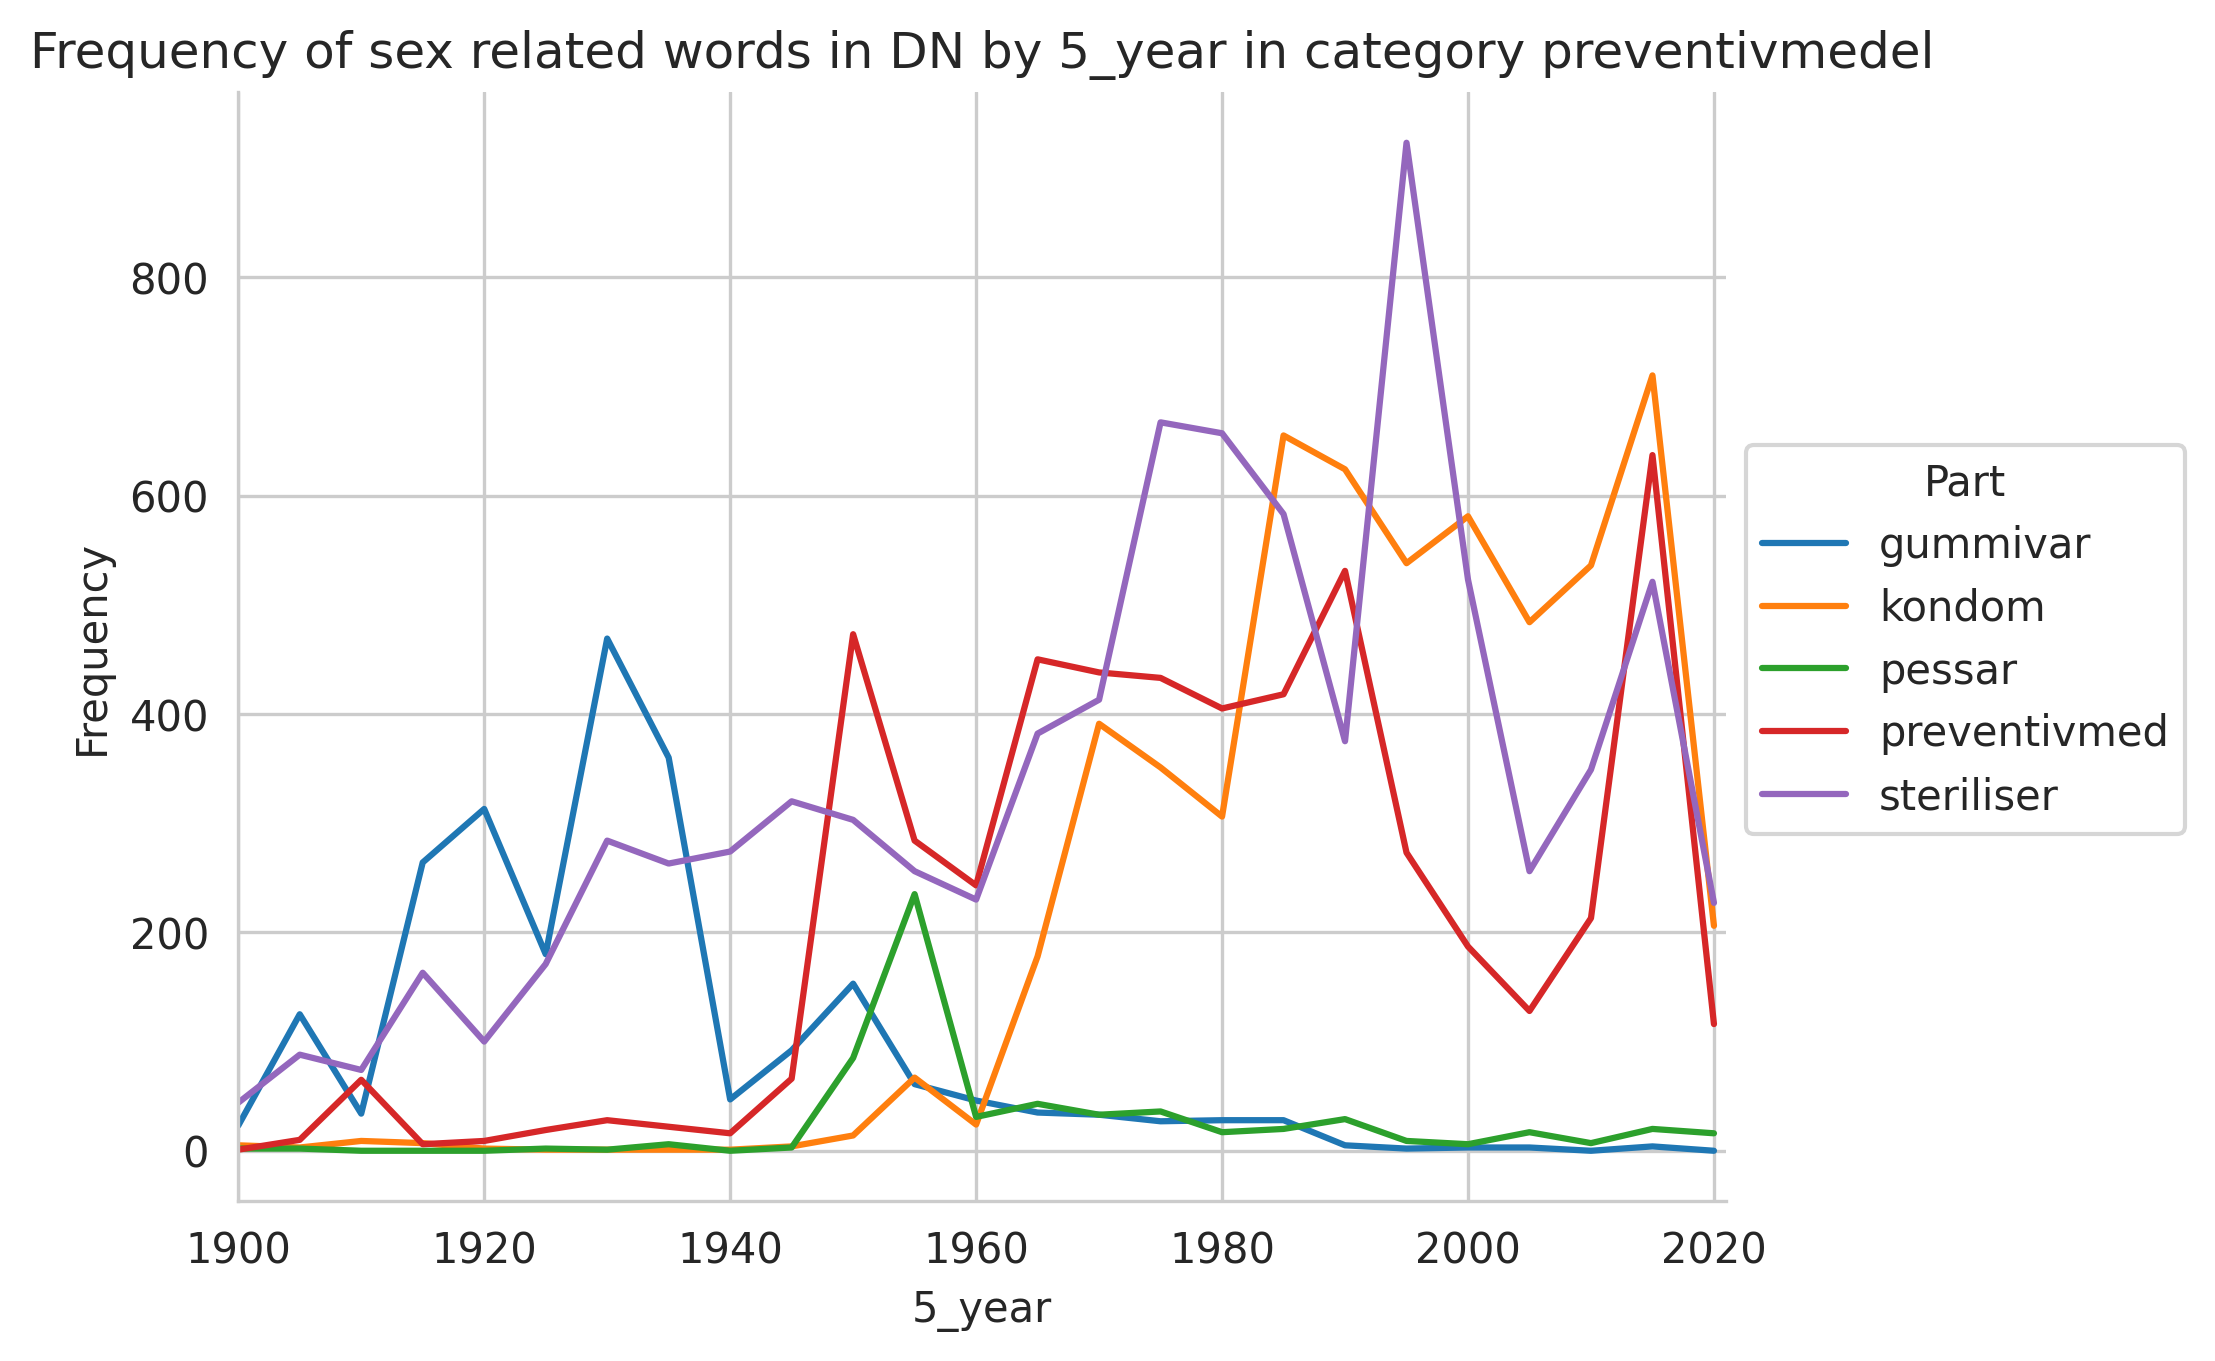 Frequency of sex related words in DN by 5_year in category preventivmedel
Frequency
800
600
400
200
0
1900 1920 1940 1960 1980 2000 2020
5_year
Part
gummivar
kondom
pessar
preventivmed
steriliser